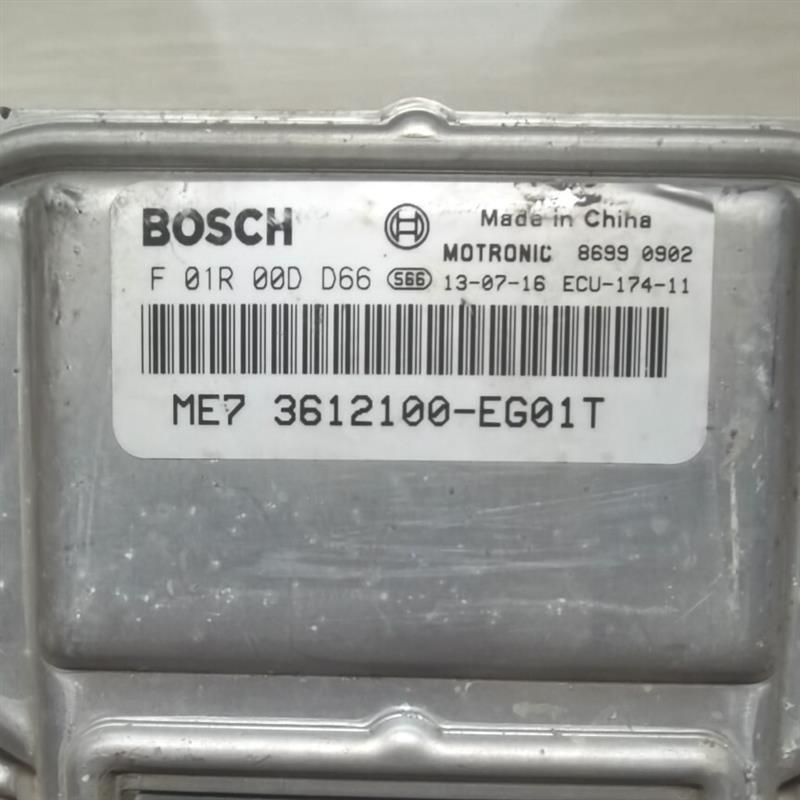 BOSCH
Made in China
MOTRONIC 8699 0902
F 01R 00D D66 S66 13-07-16 ECU-174-11
ME7 3612100-EG01T